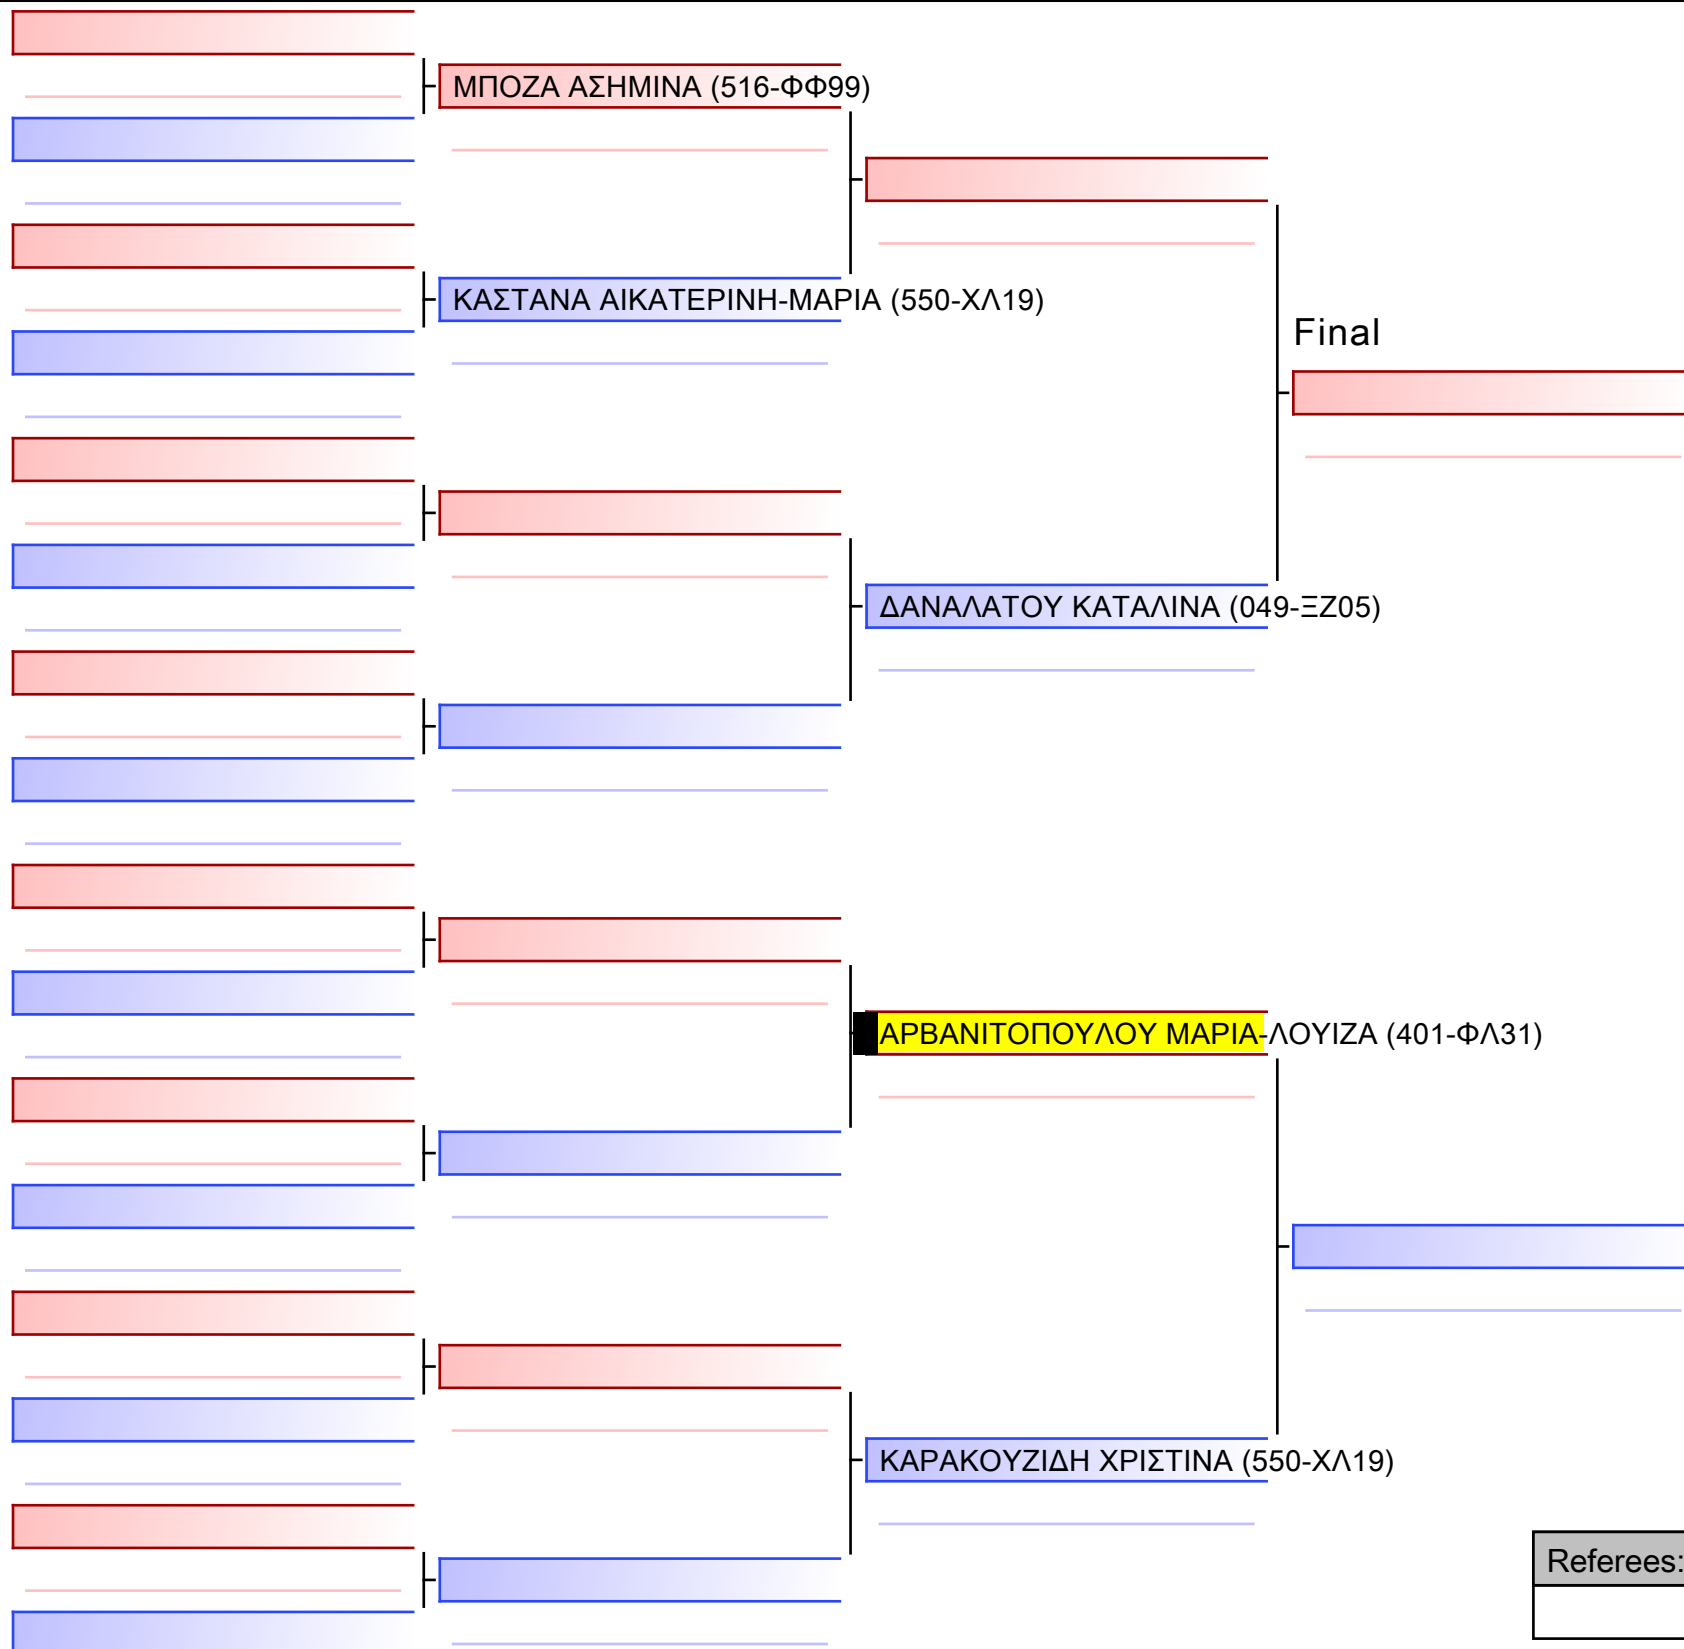 ΜΠΟΖΑ ΑΣΗΜΙΝΑ (516-ΦΦ99)
ΚΑΣΤΑΝΑ ΑΙΚΑΤΕΡΙΝΗ-ΜΑΡΙΑ (550-ΧΛ19)
Final
ΔΑΝΑΛΑΤΟΥ ΚΑΤΑΛΙΝΑ (049-ΞΖ05)
ΑΡΒΑΝΙΤΟΠΟΥΛΟΥ ΜΑΡΙΑ-ΛΟΥΙΖΑ (401-ΦΛ31)
ΚΑΡΑΚΟΥΖΙΔΗ ΧΡΙΣΤΙΝΑ (550-ΧΛ19)
Referees: